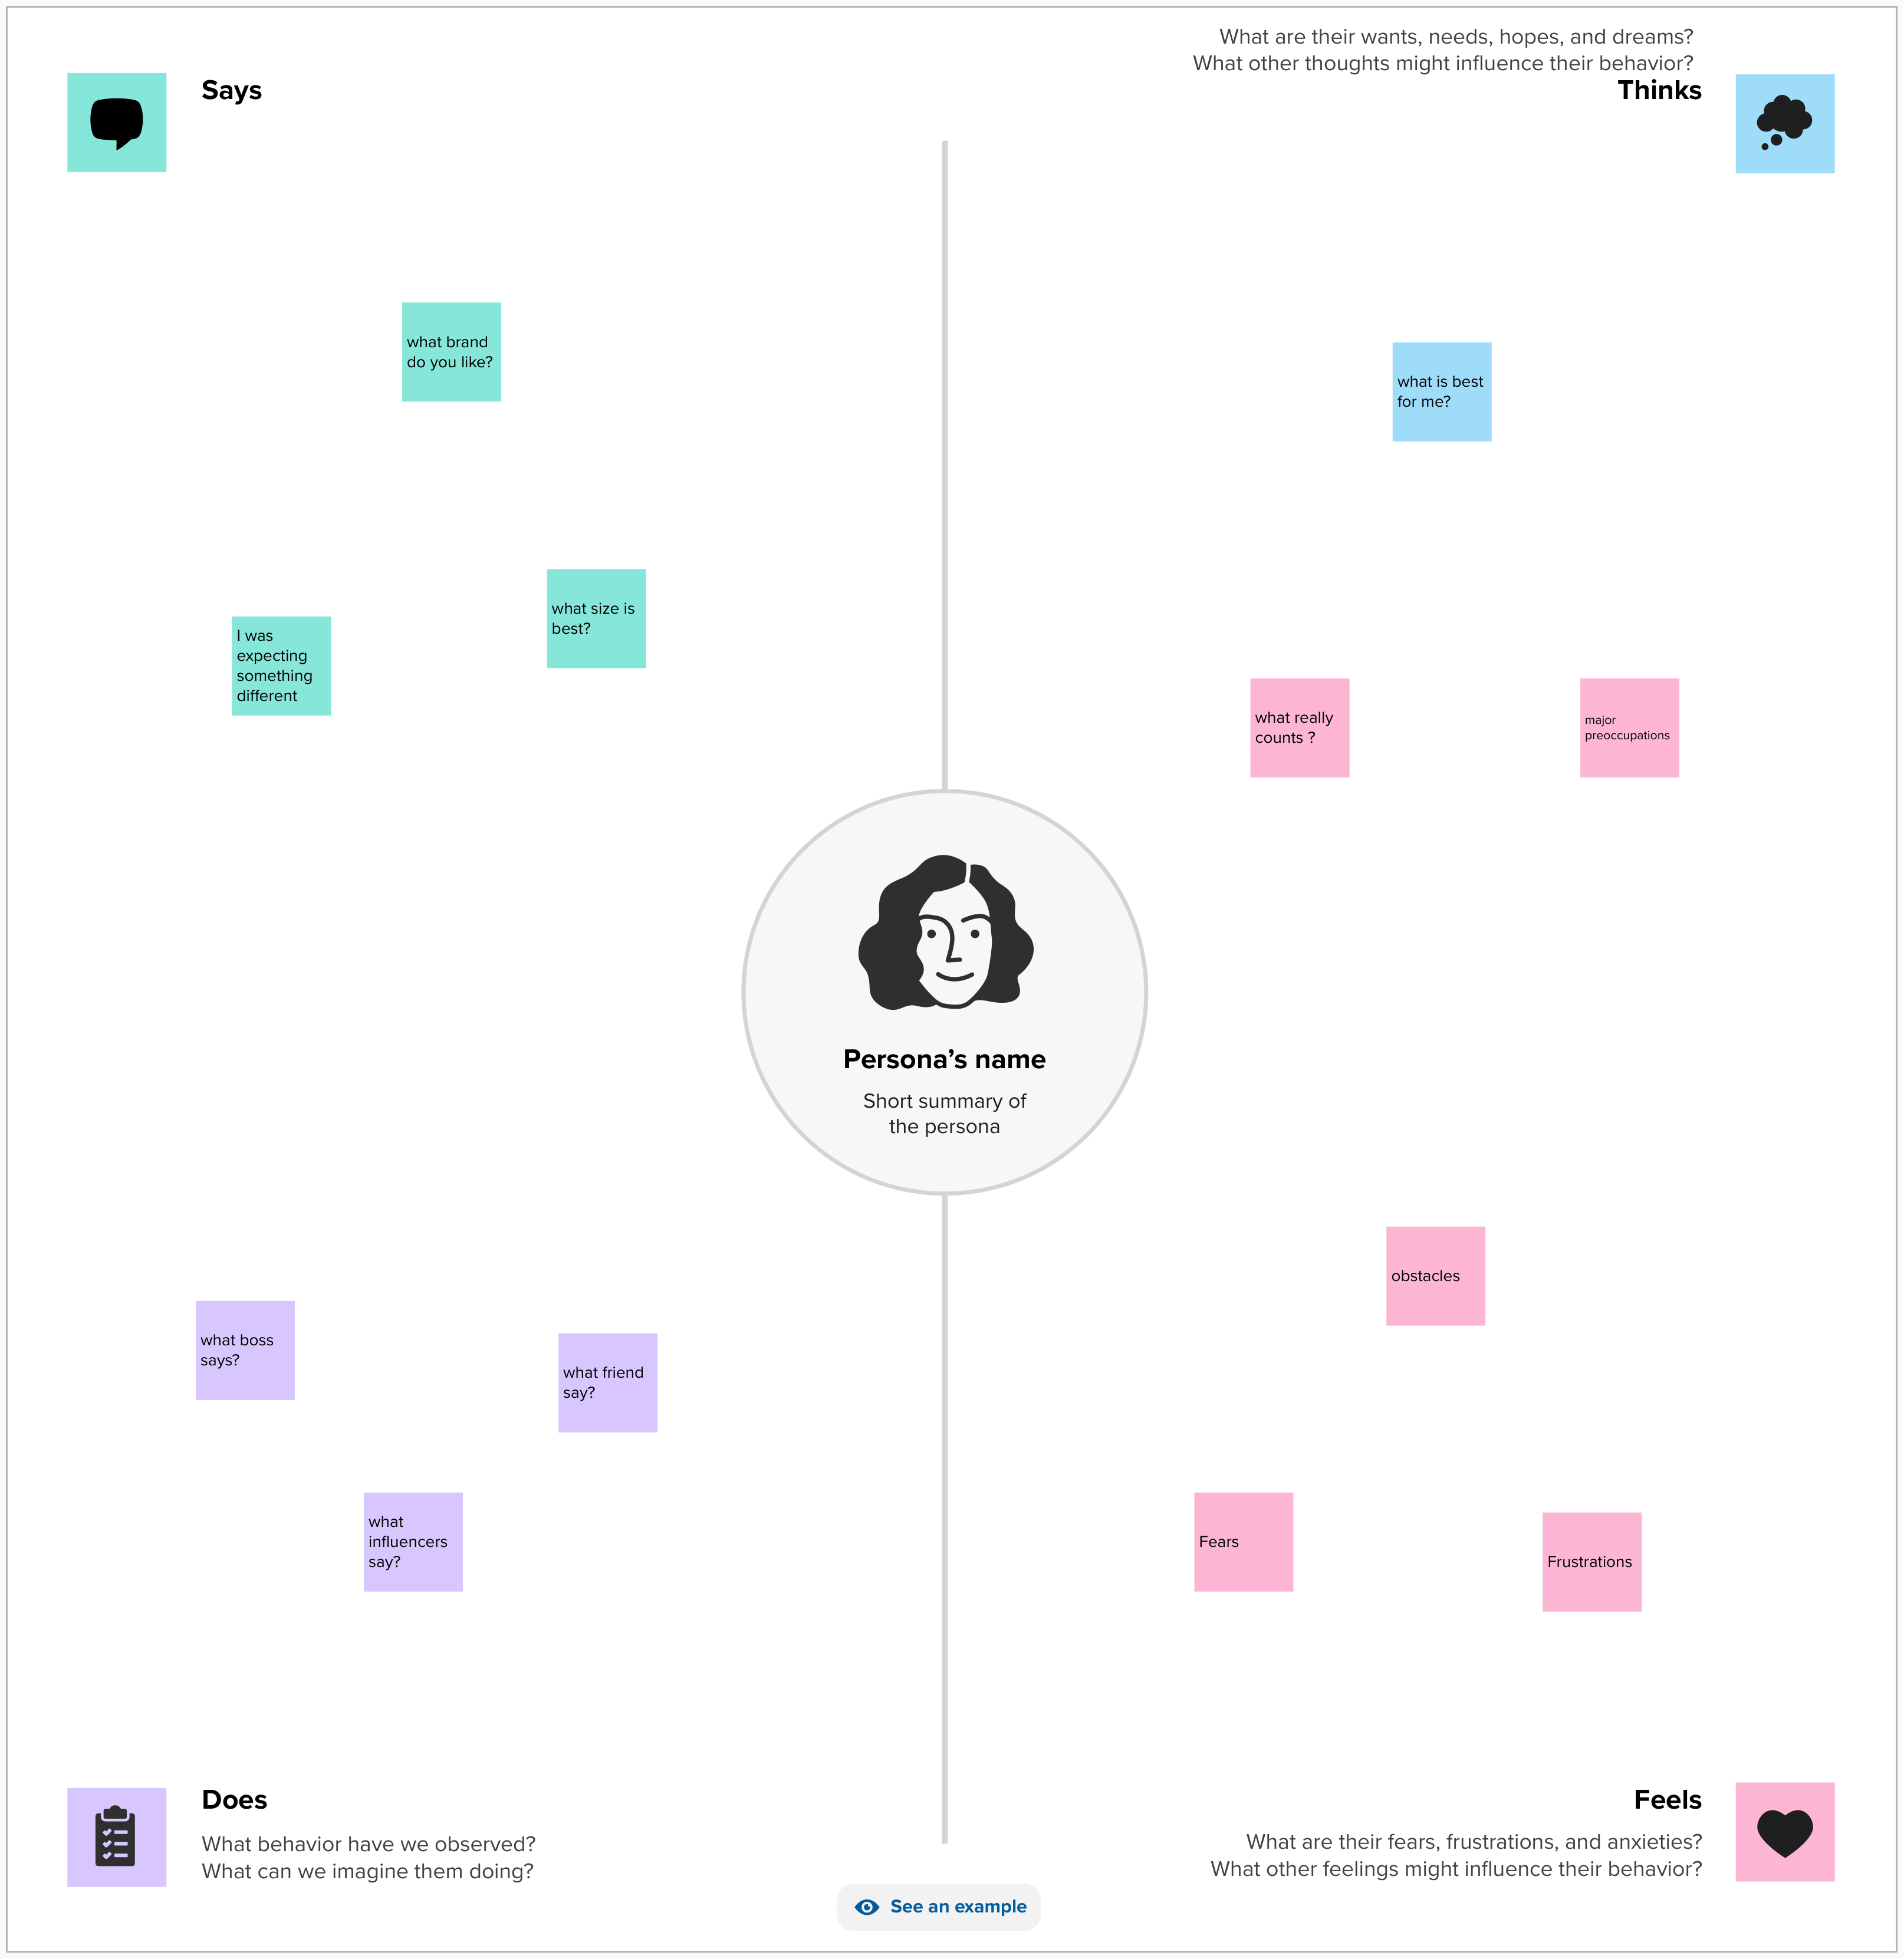 What are their wants, needs, hopes, and dreams?
What other thoughts might influence their behavior?
Says
Thinks
what brand
do you like?
what is best
for me?
what size is
best?
I was
expecting
something
different
what really
counts ?
major
preoccupations
Persona’s name
Short summary of
the persona
obstacles
what boss
says?
what friend
say?
what
influencers
say?
Fears
Frustrations
Does
What behavior have we observed?
What can we imagine them doing?
Feels
What are their fears, frustrations, and anxieties?
What other feelings might influence their behavior?
See an example